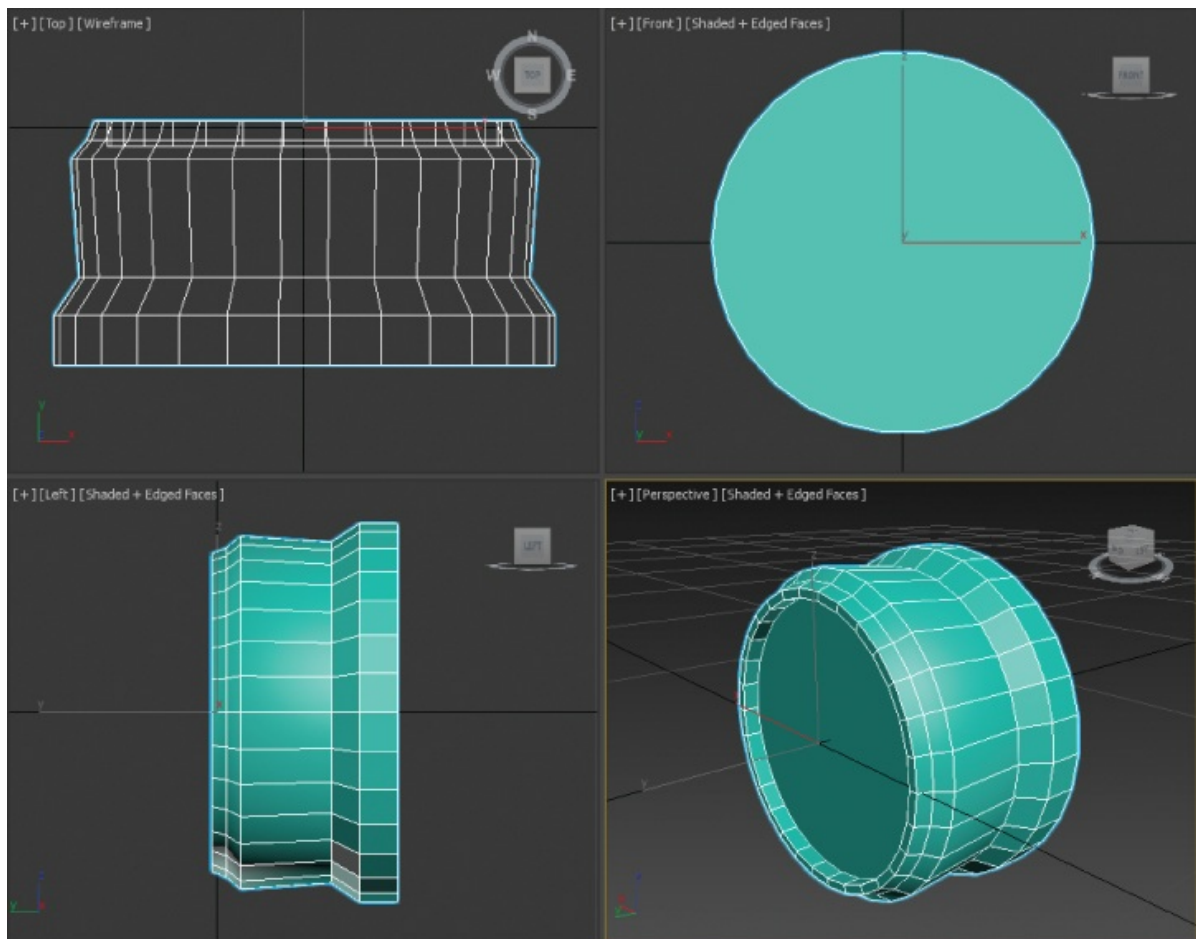 [+][Top][Wireframe]
N
W
TOP
E
S
x
y
x
[+][Front][Shaded + Edged Faces]
FRONT
z
y
x
z
y
x
[+][Left][Shaded + Edged Faces]
LEFT
z
Y
x
z
y
x
[+][Perspective][Shaded + Edged Faces]
z
Y
z
y